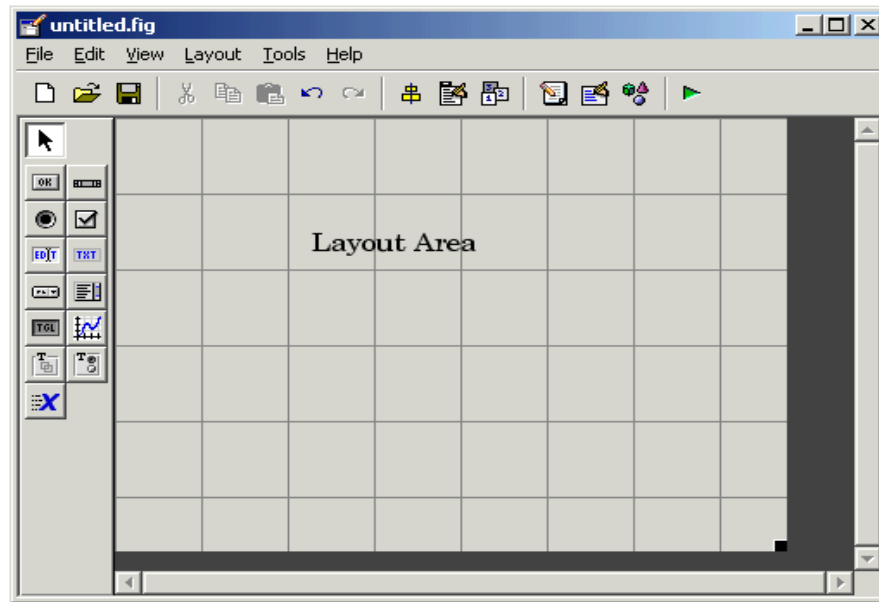 untitled.fig
File Edit View Layout Tools Help
OK
Layout Area
EDIT TXT
TGL
T T
X